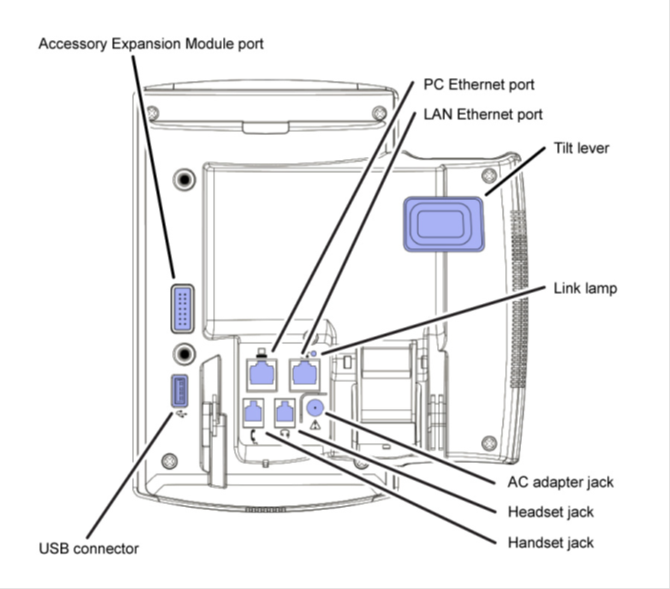 Accessory Expansion Module port
PC Ethernet port
LAN Ethernet port
Tilt lever
Link lamp
AC adapter jack
Headset jack
Handset jack
USB connector